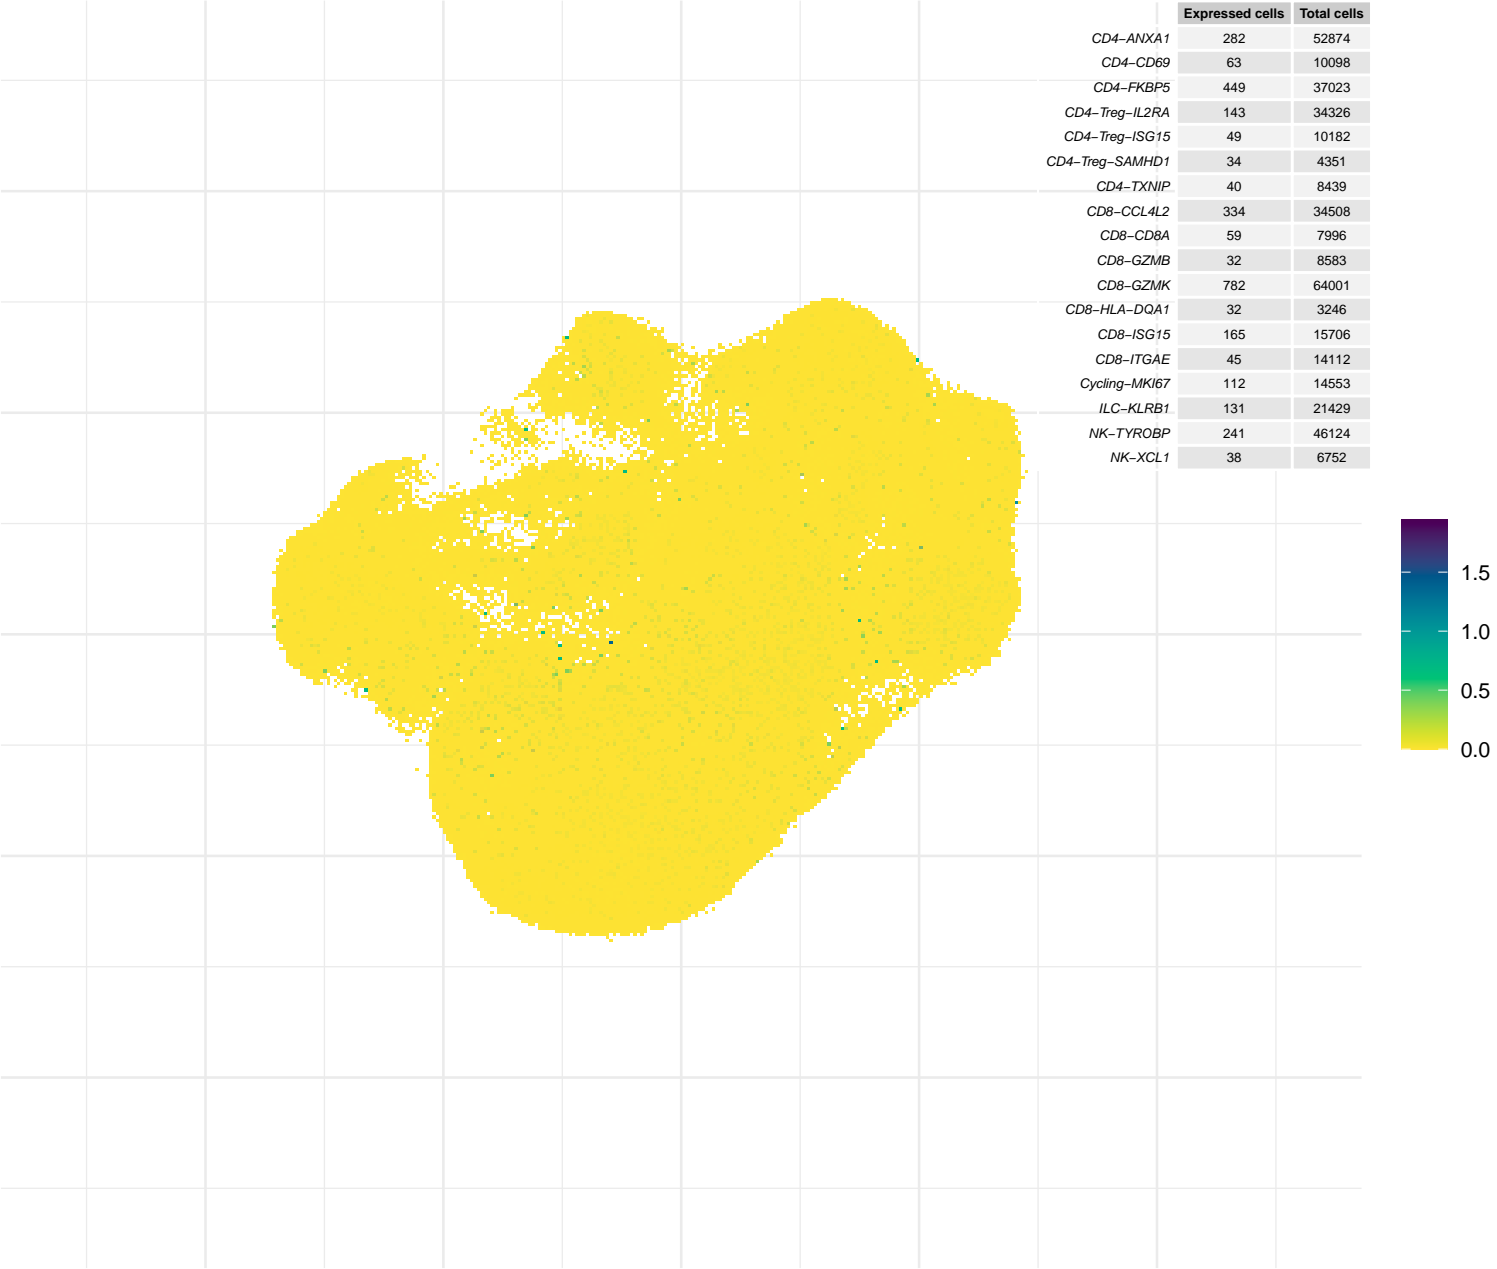 Expressed cells Total cells
CD4−ANXA1 282 52874
CD4−CD69 63 10098
CD4−FKBP5 449 37023
CD4−Treg−IL2RA 143 34326
CD4−Treg−ISG15 49 10182
CD4−Treg−SAMHD1 34 4351
CD4−TXNIP 40 8439
CD8−CCL4L2 334 34508
CD8−CD8A 59 7996
CD8−GZMB 32 8583
CD8−GZMK 782 64001
CD8−HLA−DQA1 32 3246
CD8−ISG15 165 15706
CD8−ITGAE 45 14112
Cycling−MKI67 112 14553
ILC−KLRB1 131 21429
NK−TYROBP 241 46124
NK−XCL1 38 6752
1.5
1.0
0.5
0.0